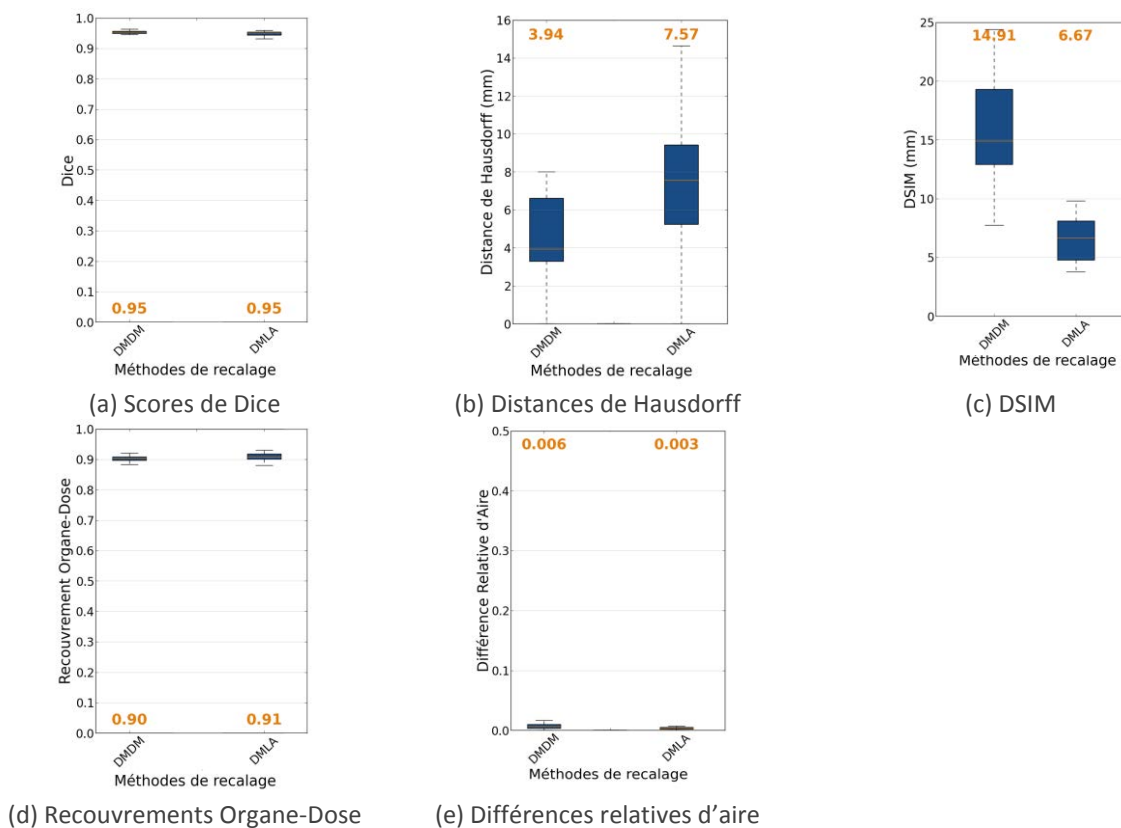 1.0
0.9
0.8
0.7
0.6
0.5
0.4
0.3
0.2
0.1
0.0
Dice
0.95
0.95
DMDM
DMLA
Méthodes de recalage
(a) Scores de Dice
16
14
12
10
8
6
4
2
0
Distance de Hausdorff (mm)
3.94
7.57
DMDM
DMLA
Méthodes de recalage
(b) Distances de Hausdorff
25
20
15
10
5
0
DSIM (mm)
14.91
6.67
DMDM
DMLA
Méthodes de recalage
(c) DSIM
1.0
0.9
0.8
0.7
0.6
0.5
0.4
0.3
0.2
0.1
0.0
Recouvrement Organe-Dose
0.90
0.91
DMDM
DMLA
Méthodes de recalage
(d) Recouvrements Organe-Dose
0.5
0.4
0.3
0.2
0.1
0.0
Différence Relative d'Aire
0.006
0.003
DMDM
DMLA
Méthodes de recalage
(e) Différences relatives d’aire